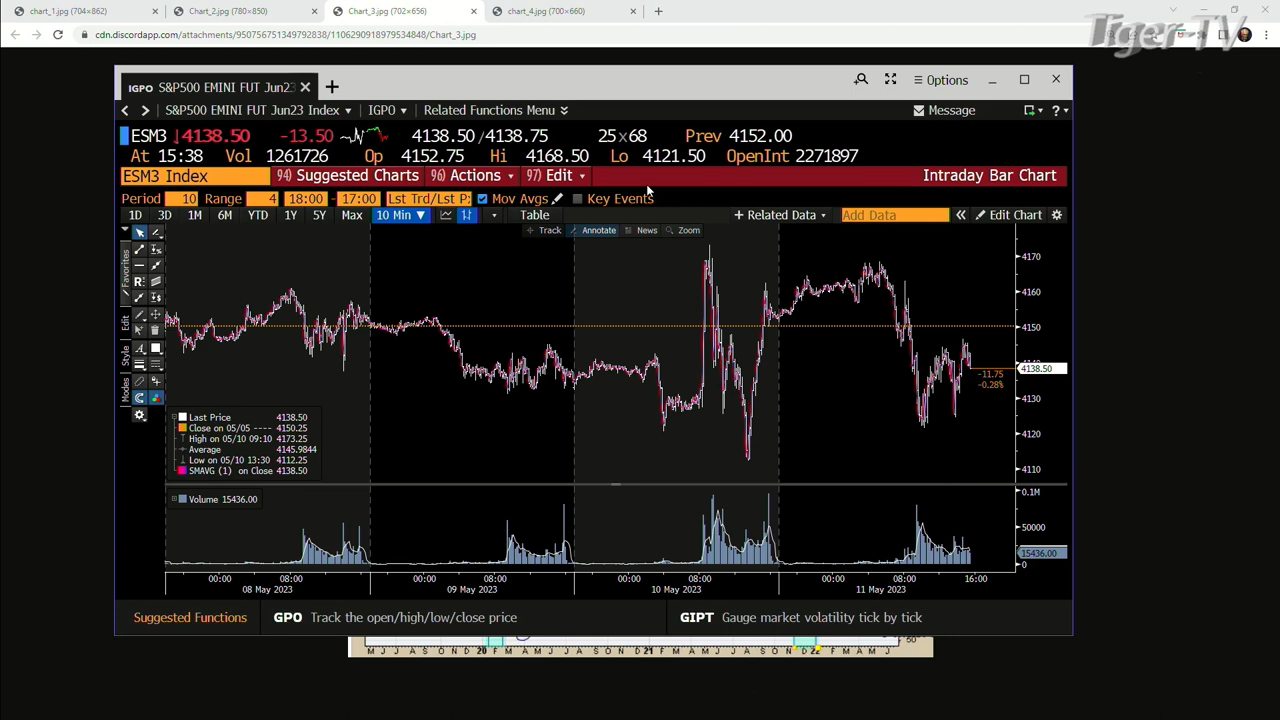 chart_1.jpg (704×862)
Chart_2.jpg (780×850)
Chart_3.jpg (702×656)
chart_4.jpg (700×660)
Tiger-TV
cdn.discordapp.com/attachments/950756751349792838/1106290918979534848/Chart_3.jpg
IGPO S&P500 EMINI FUT Jun23
Options
S&P500 EMINI FUT Jun23 Index IGPO Related Functions Menu Message ?
ESM3 ↓4138.50 -13.50 4138.50/4138.75 25x68 Prev 4152.00
At 15:38 Vol 1261726 Op 4152.75 Hi 4168.50 Lo 4121.50 OpenInt 2271897
ESM3 Index 94) Suggested Charts 96) Actions 97) Edit Intraday Bar Chart
Period 10 Range 4 18:00 - 17:00 Lst Trd/Lst P: Mov Avgs Key Events
1D 3D 1M 6M YTD 1Y 5Y Max 10 Min ▼ Table + Related Data Add Data « Edit Chart
Track Annotate News Zoom
Favorites
Edit
Style
Modes
4170
4160
4150
4140
4138.50
-11.75
-0.28%
4130
4120
4110
Last Price 4138.50
Close on 05/05 ---- 4150.25
High on 05/10 09:10 4173.25
Average 4145.9844
Low on 05/10 13:30 4112.25
SMAVG (1) on Close 4138.50
Volume 15436.00
0.1M
50000
15436.00
0
00:00 08:00 00:00 08:00 00:00 08:00 00:00 08:00 16:00
08 May 2023 09 May 2023 10 May 2023 11 May 2023
Suggested Functions GPO Track the open/high/low/close price GIPT Gauge market volatility tick by tick
50
M J J A S O N D 20 F M A M J J A S O N D 21 F M A M J J A S O N D 22 F M A M J